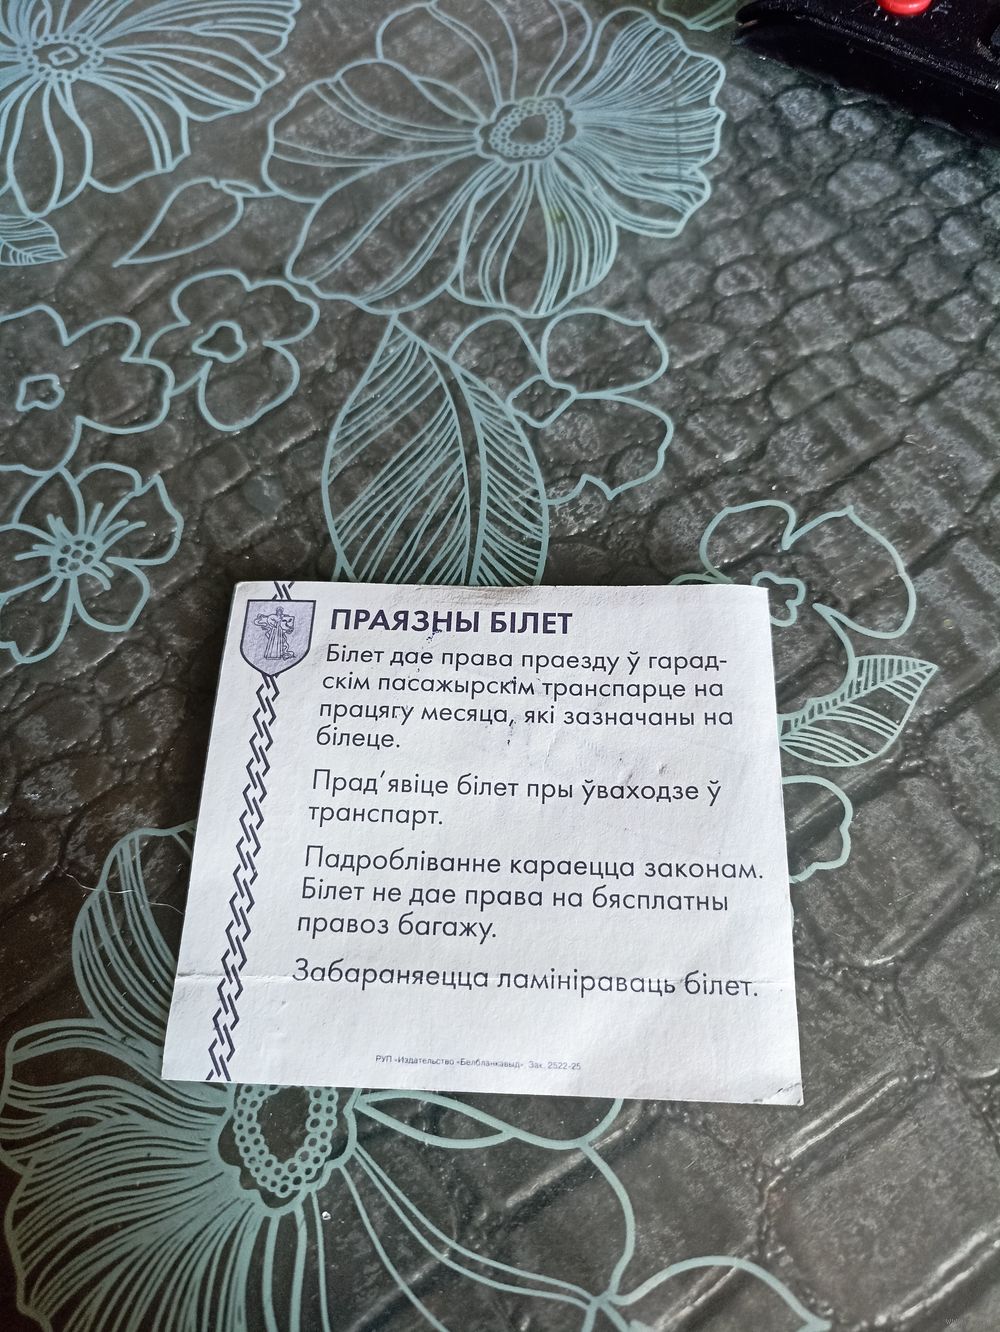 ПРАЯЗНЫ БІЛЕТ
Білет дае права праезду ў гарад-
скім пасажырскім транспарце на
працягу месяца, які зазначаны на
білеце.
Прад’явіце білет пры ўваходзе ў
транспарт.
Падробліванне караецца законам.
Білет не дае права на бясплатны
правоз багажу.
Забараняецца ламініраваць білет.
РУП «Издательство «Белбланкавыд». Зак. 2522-25